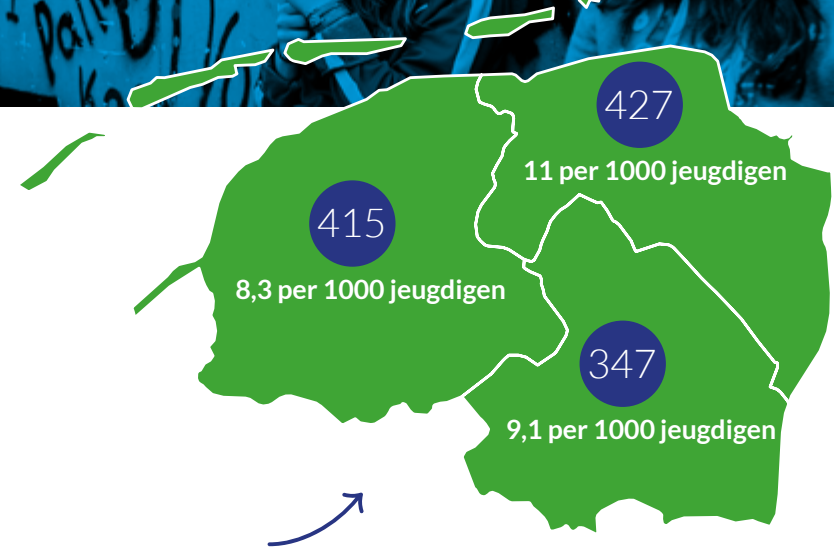 427
11 per 1000 jeugdigen
415
8,3 per 1000 jeugdigen
347
9,1 per 1000 jeugdigen